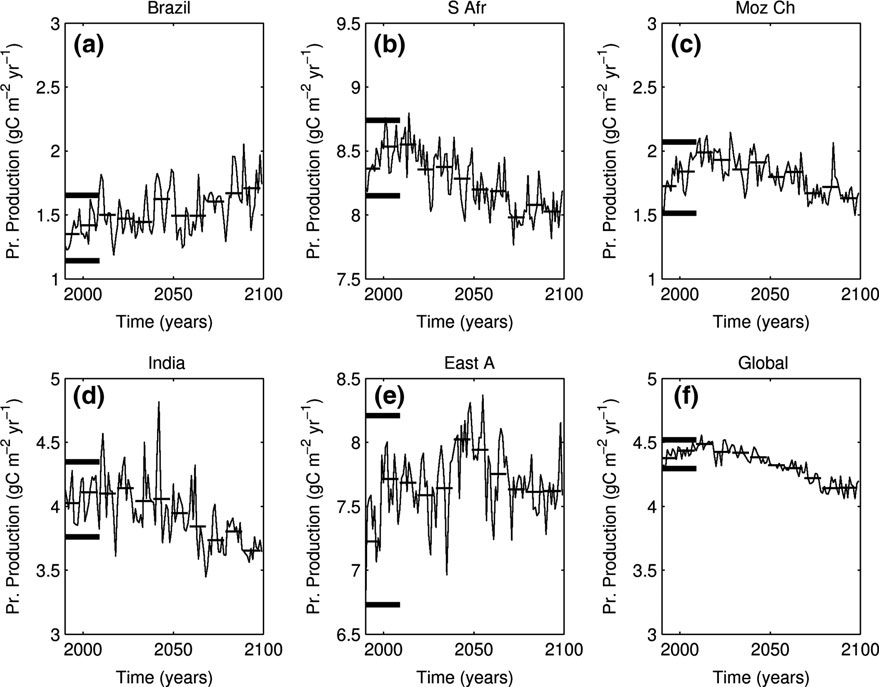 Brazil
(a)
Pr. Production (gC m⁻² yr⁻¹)
3
2.5
2
1.5
1
2000 2050 2100
Time (years)
S Afr
(b)
Pr. Production (gC m⁻² yr⁻¹)
9.5
9
8.5
8
7.5
2000 2050 2100
Time (years)
Moz Ch
(c)
Pr. Production (gC m⁻² yr⁻¹)
3
2.5
2
1.5
1
2000 2050 2100
Time (years)
India
(d)
Pr. Production (gC m⁻² yr⁻¹)
5
4.5
4
3.5
3
2000 2050 2100
Time (years)
East A
(e)
Pr. Production (gC m⁻² yr⁻¹)
8.5
8
7.5
7
6.5
2000 2050 2100
Time (years)
Global
(f)
Pr. Production (gC m⁻² yr⁻¹)
5
4.5
4
3.5
3
2000 2050 2100
Time (years)